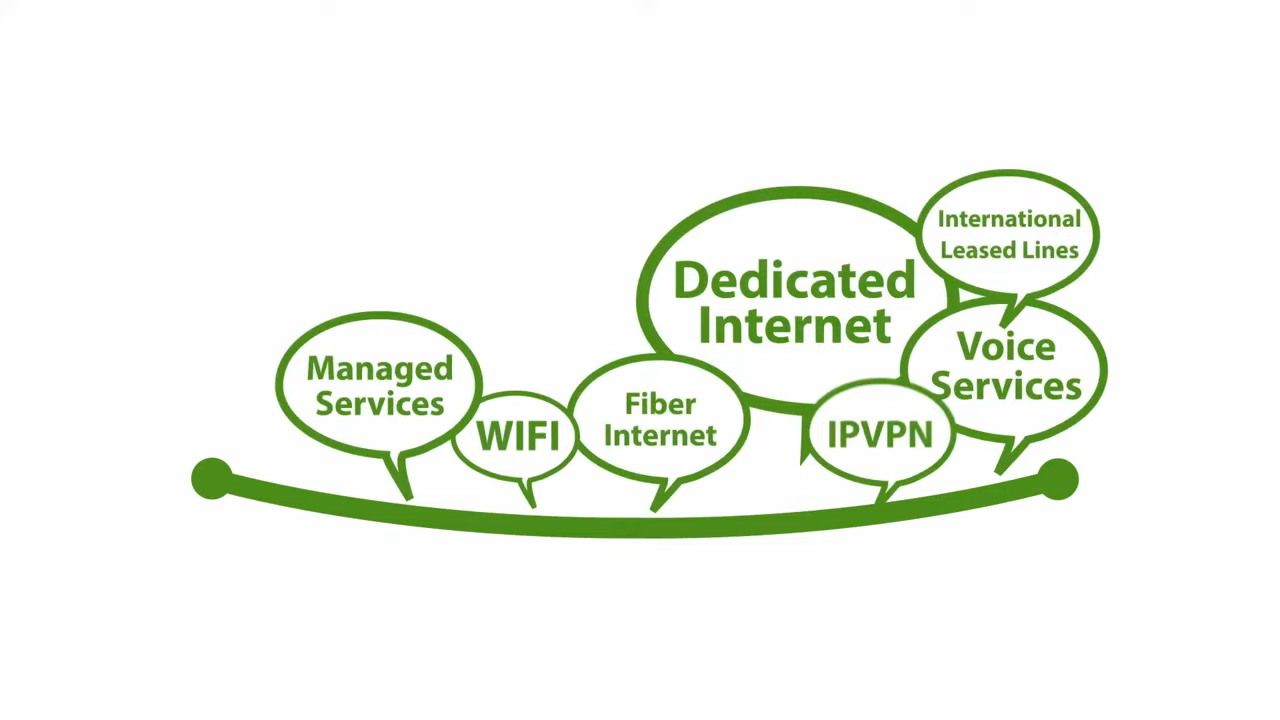 Managed
Services
WIFI
Fiber
Internet
Dedicated
Internet
IPVPN
International
Leased Lines
Voice
Services